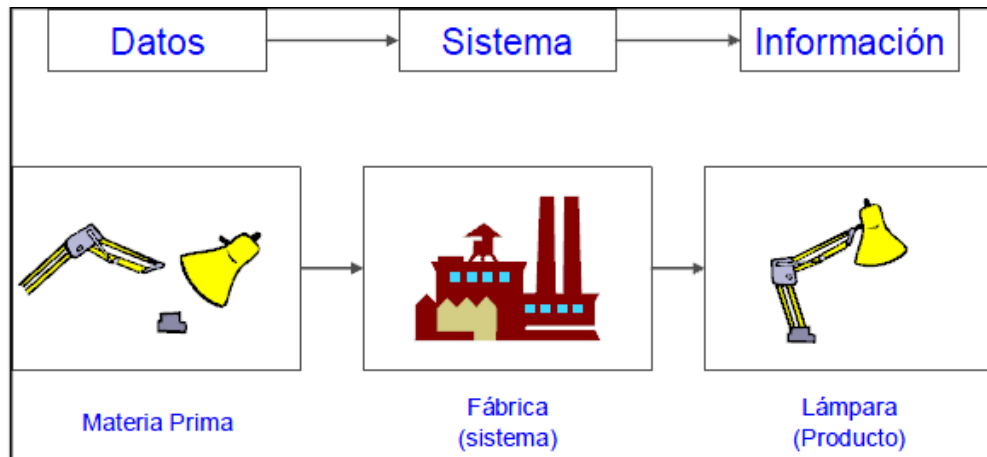 Datos
Sistema
Información
Materia Prima
Fábrica
(sistema)
Lámpara
(Producto)